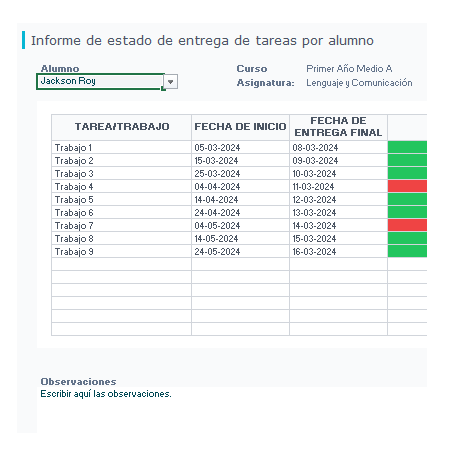 Informe de estado de entrega de tareas por alumno
Alumno Curso Primer Año Medio A
Jackson Roy Asignatura: Lenguaje y Comunicación
TAREA/TRABAJO FECHA DE INICIO FECHA DE ENTREGA FINAL
Trabajo 1 05-03-2024 08-03-2024
Trabajo 2 15-03-2024 09-03-2024
Trabajo 3 25-03-2024 10-03-2024
Trabajo 4 04-04-2024 11-03-2024
Trabajo 5 14-04-2024 12-03-2024
Trabajo 6 24-04-2024 13-03-2024
Trabajo 7 04-05-2024 14-03-2024
Trabajo 8 14-05-2024 15-03-2024
Trabajo 9 24-05-2024 16-03-2024
Observaciones
Escribir aquí las observaciones.